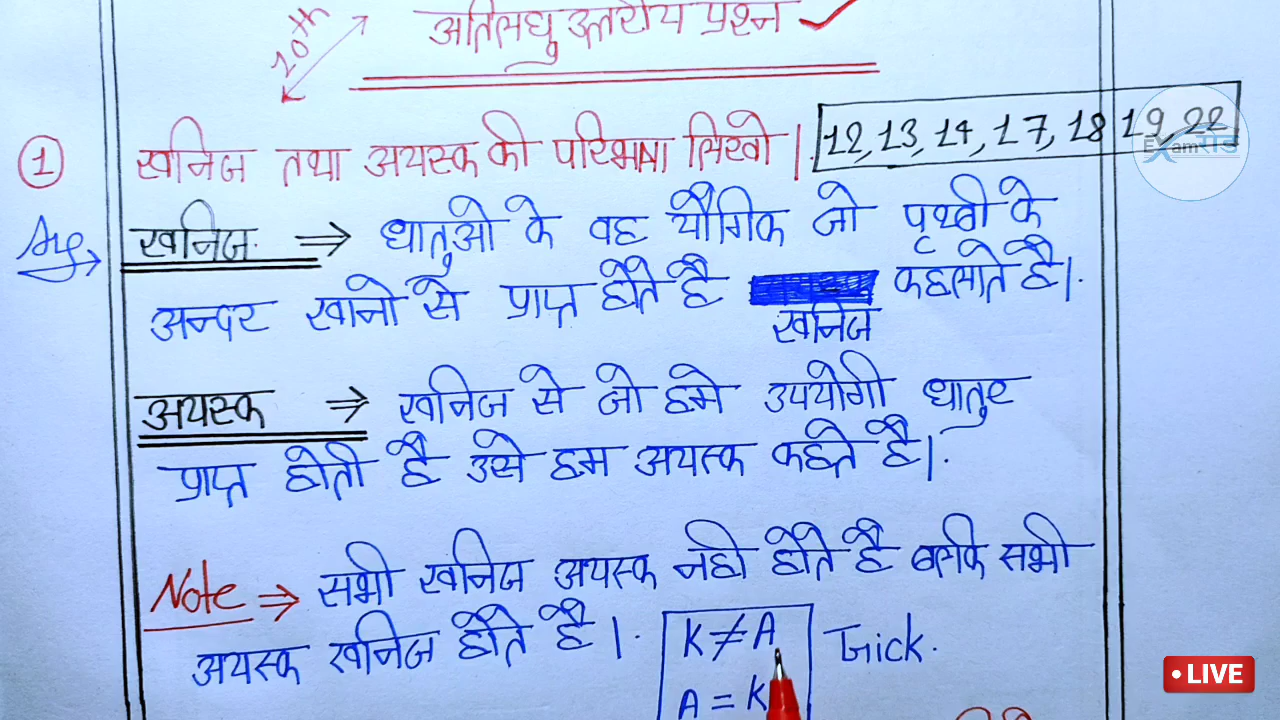 अतिलघु उत्तरीय प्रश्न
10th
① खनिज तथा अयस्क की परिभाषा लिखो |. 12, 13, 14, 17, 18 19, 22
Examराड
Ans खनिज. ⇒ धातुओ के वह यौगिक जो पृथ्वी के
अन्दर खानो से प्राप्त होते है खनिज कहलाते है|.
अयस्क ⇒ खनिज से जो हमे उपयोगी धातुए
प्राप्त होती है उसे हम अयस्क कहते है|.
Note ⇒ सभी खनिज अयस्क नही होते है बल्कि सभी
अयस्क खनिज होते है |. K ≠ A Trick.
A = K
• LIVE